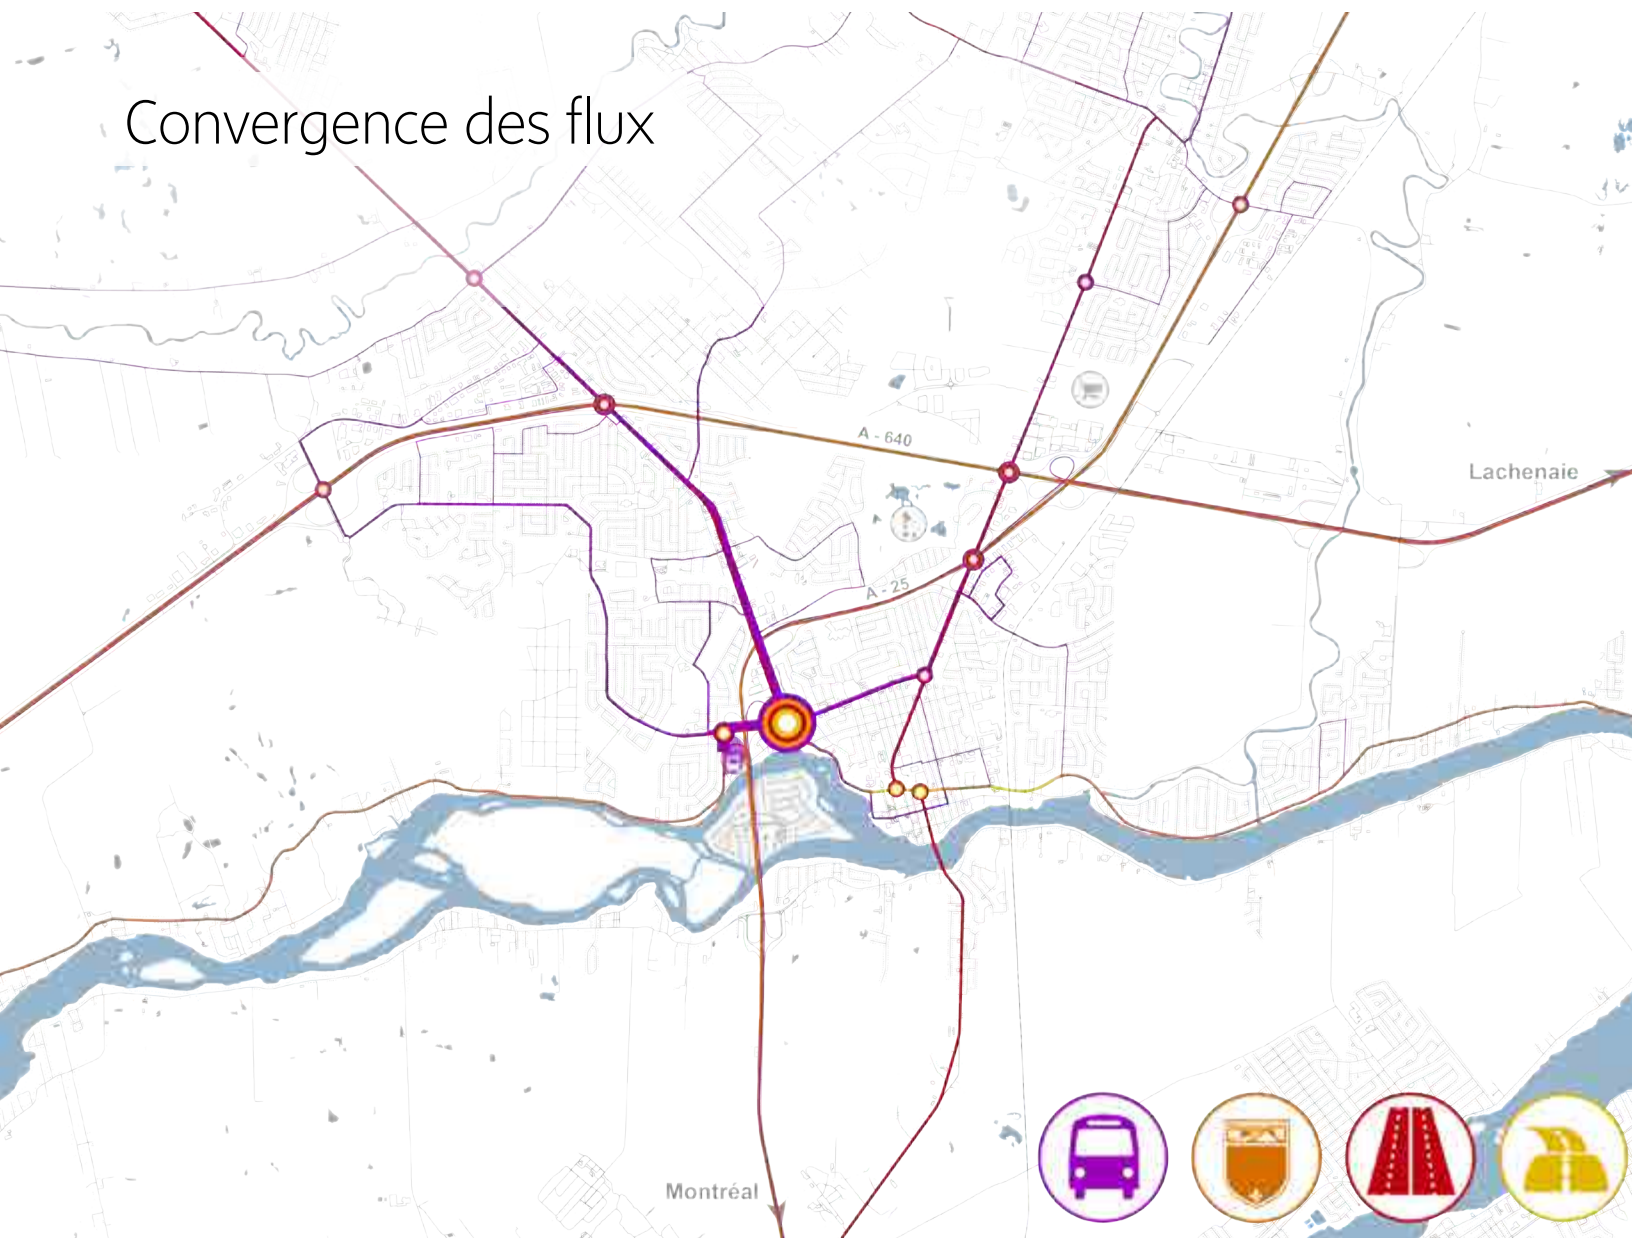 Convergence des flux
A - 640
Lachenaie
A - 25
Montréal